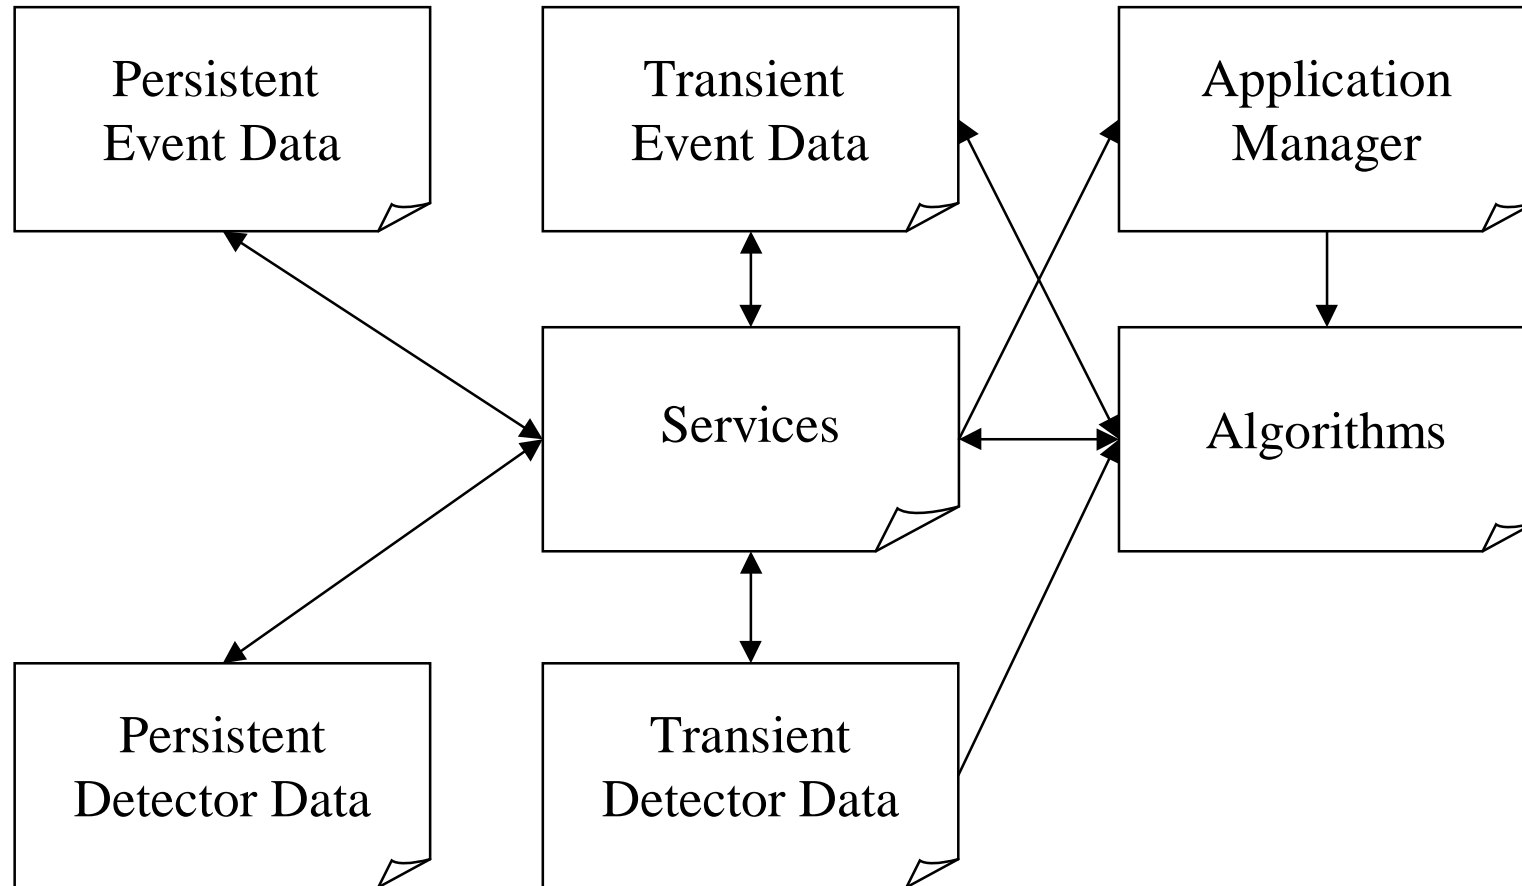 Persistent
Event Data
Transient
Event Data
Application
Manager
Services
Algorithms
Persistent
Detector Data
Transient
Detector Data